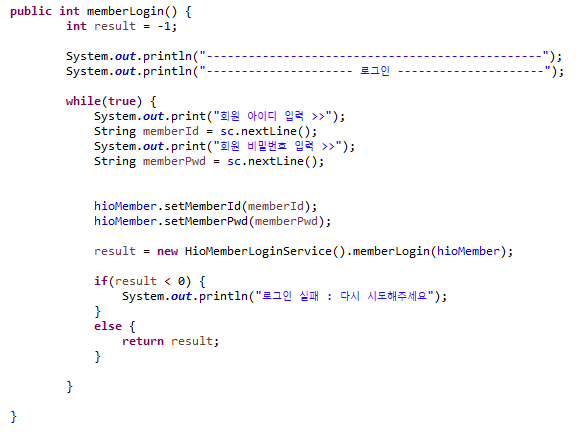 public int memberLogin() {
int result = -1;
System.out.println("------------------------------------------------");
System.out.println("--------------------- 로그인 ---------------------");
while(true) {
System.out.print("회원 아이디 입력 >>");
String memberId = sc.nextLine();
System.out.print("회원 비밀번호 입력 >>");
String memberPwd = sc.nextLine();
hioMember.setMemberId(memberId);
hioMember.setMemberPwd(memberPwd);
result = new HioMemberLoginService().memberLogin(hioMember);
if(result < 0) {
System.out.println("로그인 실패 : 다시 시도해주세요");
}
else {
return result;
}
}
}